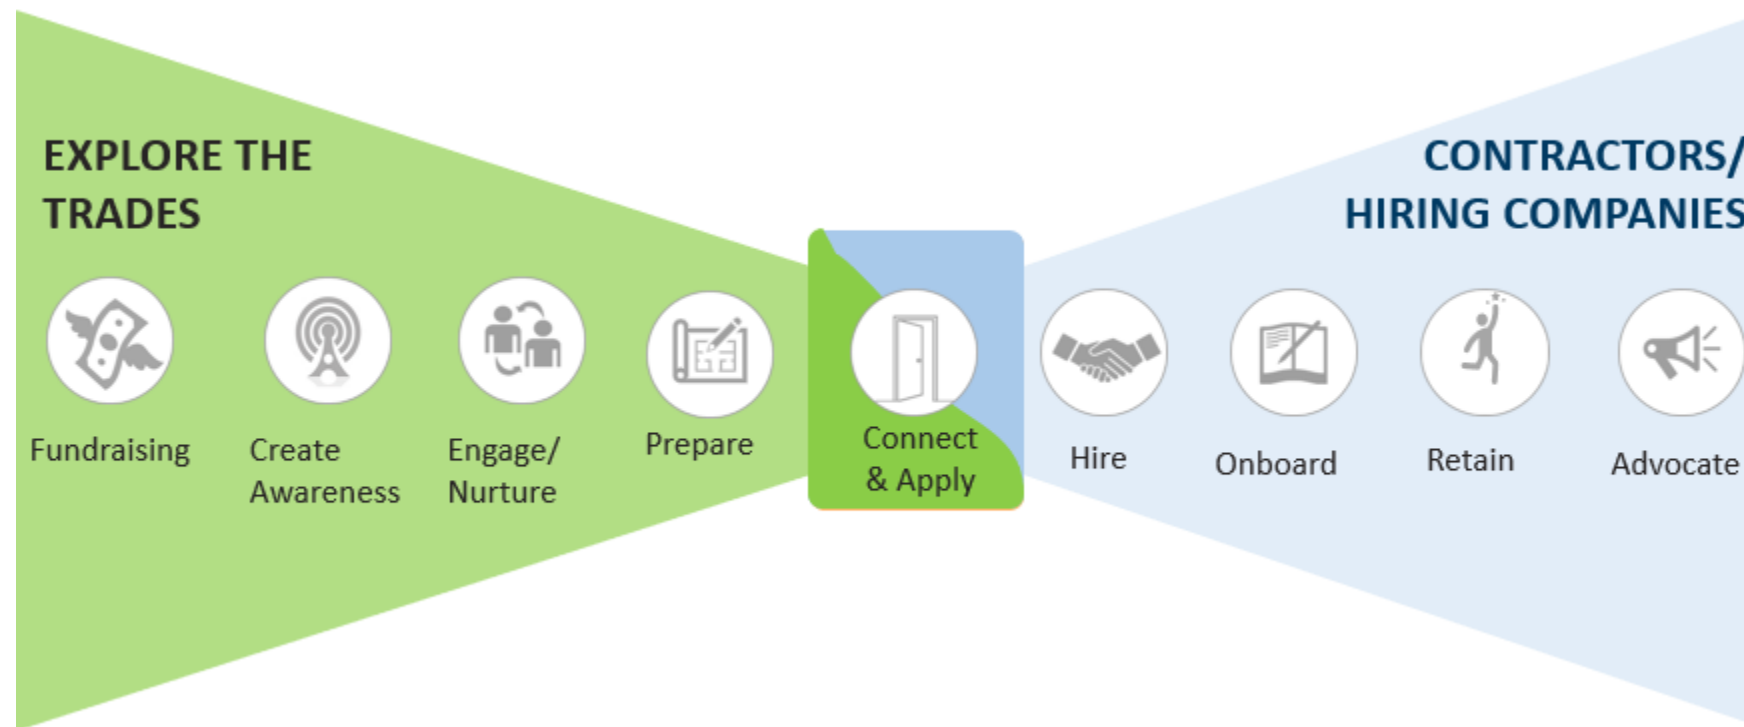 EXPLORE THE
TRADES
CONTRACTORS/
HIRING COMPANIES
Fundraising
Create
Awareness
Engage/
Nurture
Prepare
Connect
& Apply
Hire
Onboard
Retain
Advocate